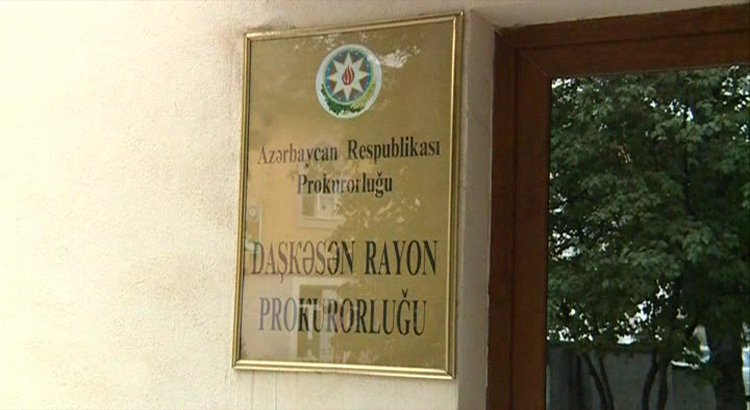 Azərbaycan Respublikası
Prokurorluğu
DAŞKƏSƏN RAYON
PROKURORLUĞU